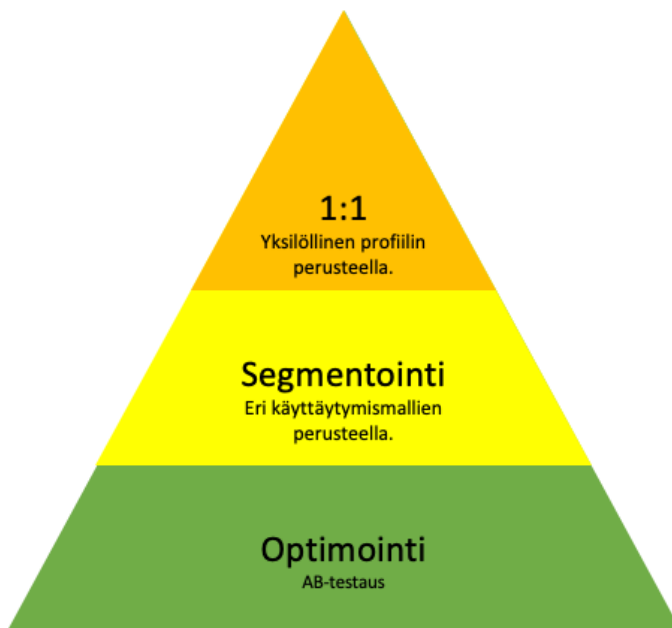 1:1
Yksilöllinen profiilin
perusteella.
Segmentointi
Eri käyttäytymismallien
perusteella.
Optimointi
AB-testaus